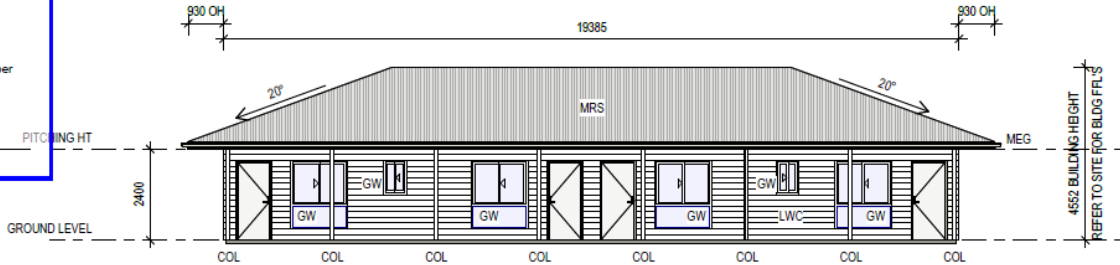 930 OH
930 OH
19385
per
20°
20°
MRS
PITCHING HT
MEG
4552 BUILDING HEIGHT
REFER TO SITE FOR BLDG FFL'S
2400
GW
GW
GW
GW
GW
LWC
GW
GROUND LEVEL
COL
COL
COL
COL
COL
COL
COL
COL